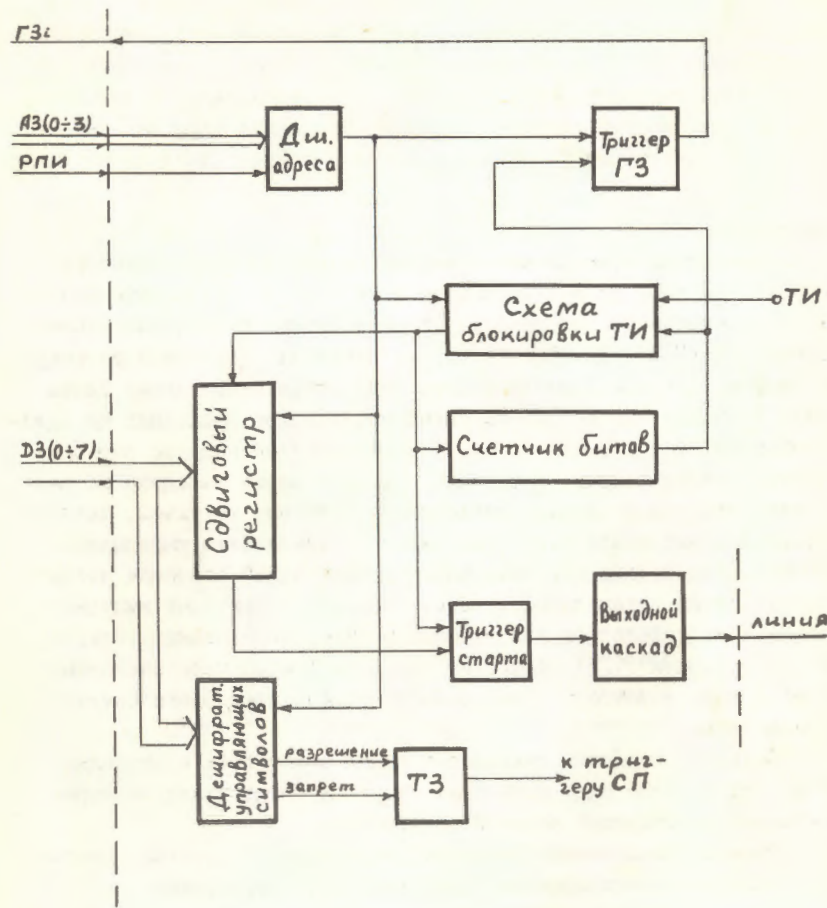 ГЗi
АЗ(0÷3)
РПИ
Дш.
адреса
Триггер
ГЗ
Схема
блокировки ТИ
ТИ
Сдвиговый
регистр
Счетчик битов
DЗ(0÷7)
Триггер
старта
Выходной
каскад
линия
Дешифрат.
управляющих
символов
разрешение
запрет
ТЗ
к триг-
геру СП